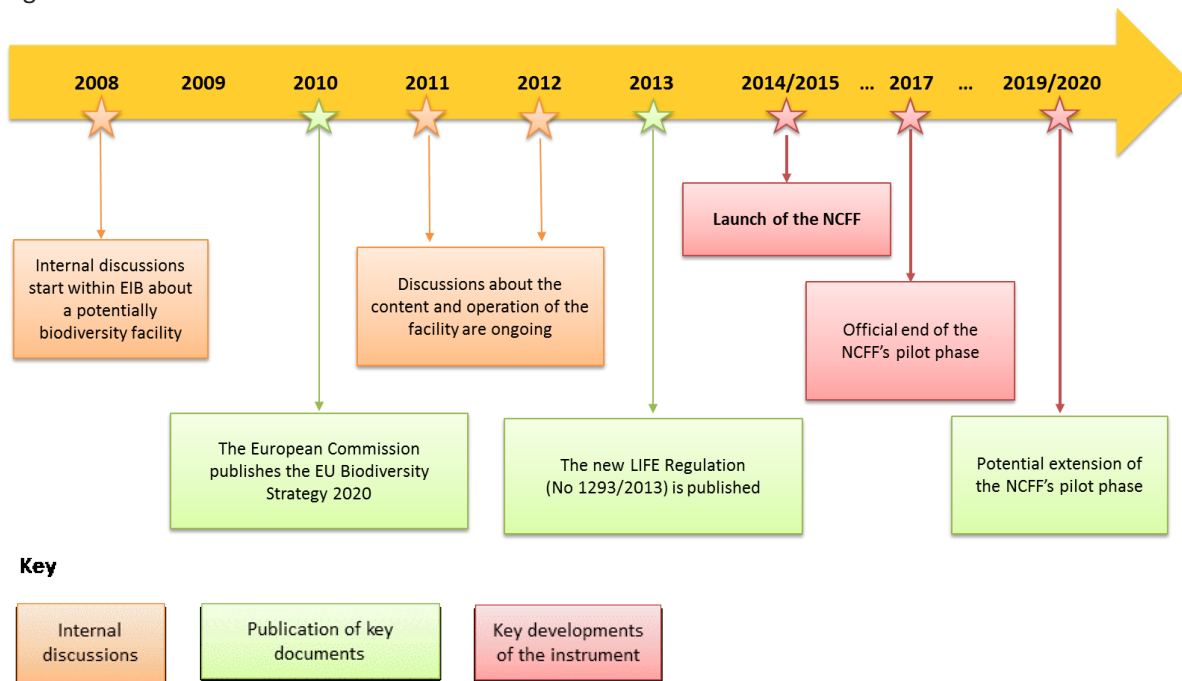 2008 2009 2010 2011 2012 2013 2014/2015 ... 2017 ... 2019/2020
Internal discussions
start within EIB about
a potentially
biodiversity facility
The European Commission
publishes the EU Biodiversity
Strategy 2020
Discussions about the
content and operation of the
facility are ongoing
The new LIFE Regulation
(No 1293/2013) is published
Launch of the NCFF
Official end of the
NCFF’s pilot phase
Potential extension of
the NCFF’s pilot phase
Key
Internal
discussions
Publication of key
documents
Key developments
of the instrument